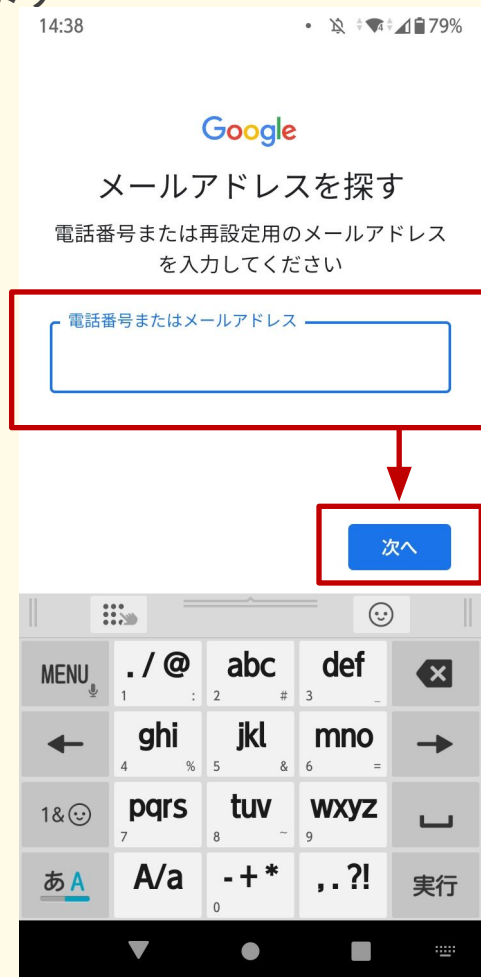 14:38 79%
Google
メールアドレスを探す
電話番号または再設定用のメールアドレス
を入力してください
電話番号またはメールアドレス
次へ
MENU ./@ abc def
1 : 2 # 3 _
ghi jkl mno
4 % 5 & 6 =
1& pqrs tuv wxyz
7 8 ~ 9
あA A/a -+* ,.?! 実行
0